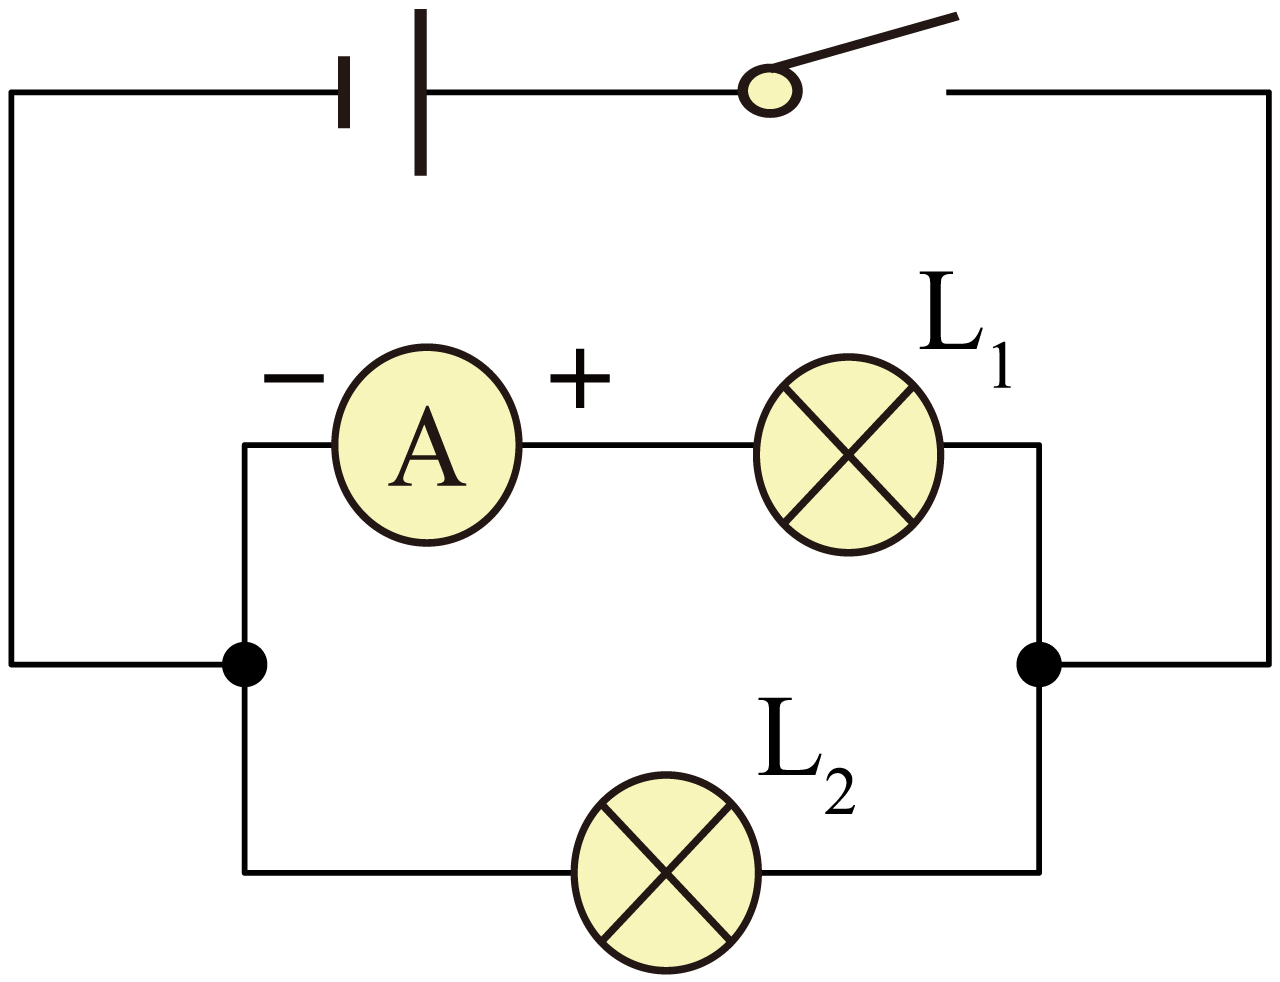 L₁
− A +
L₂